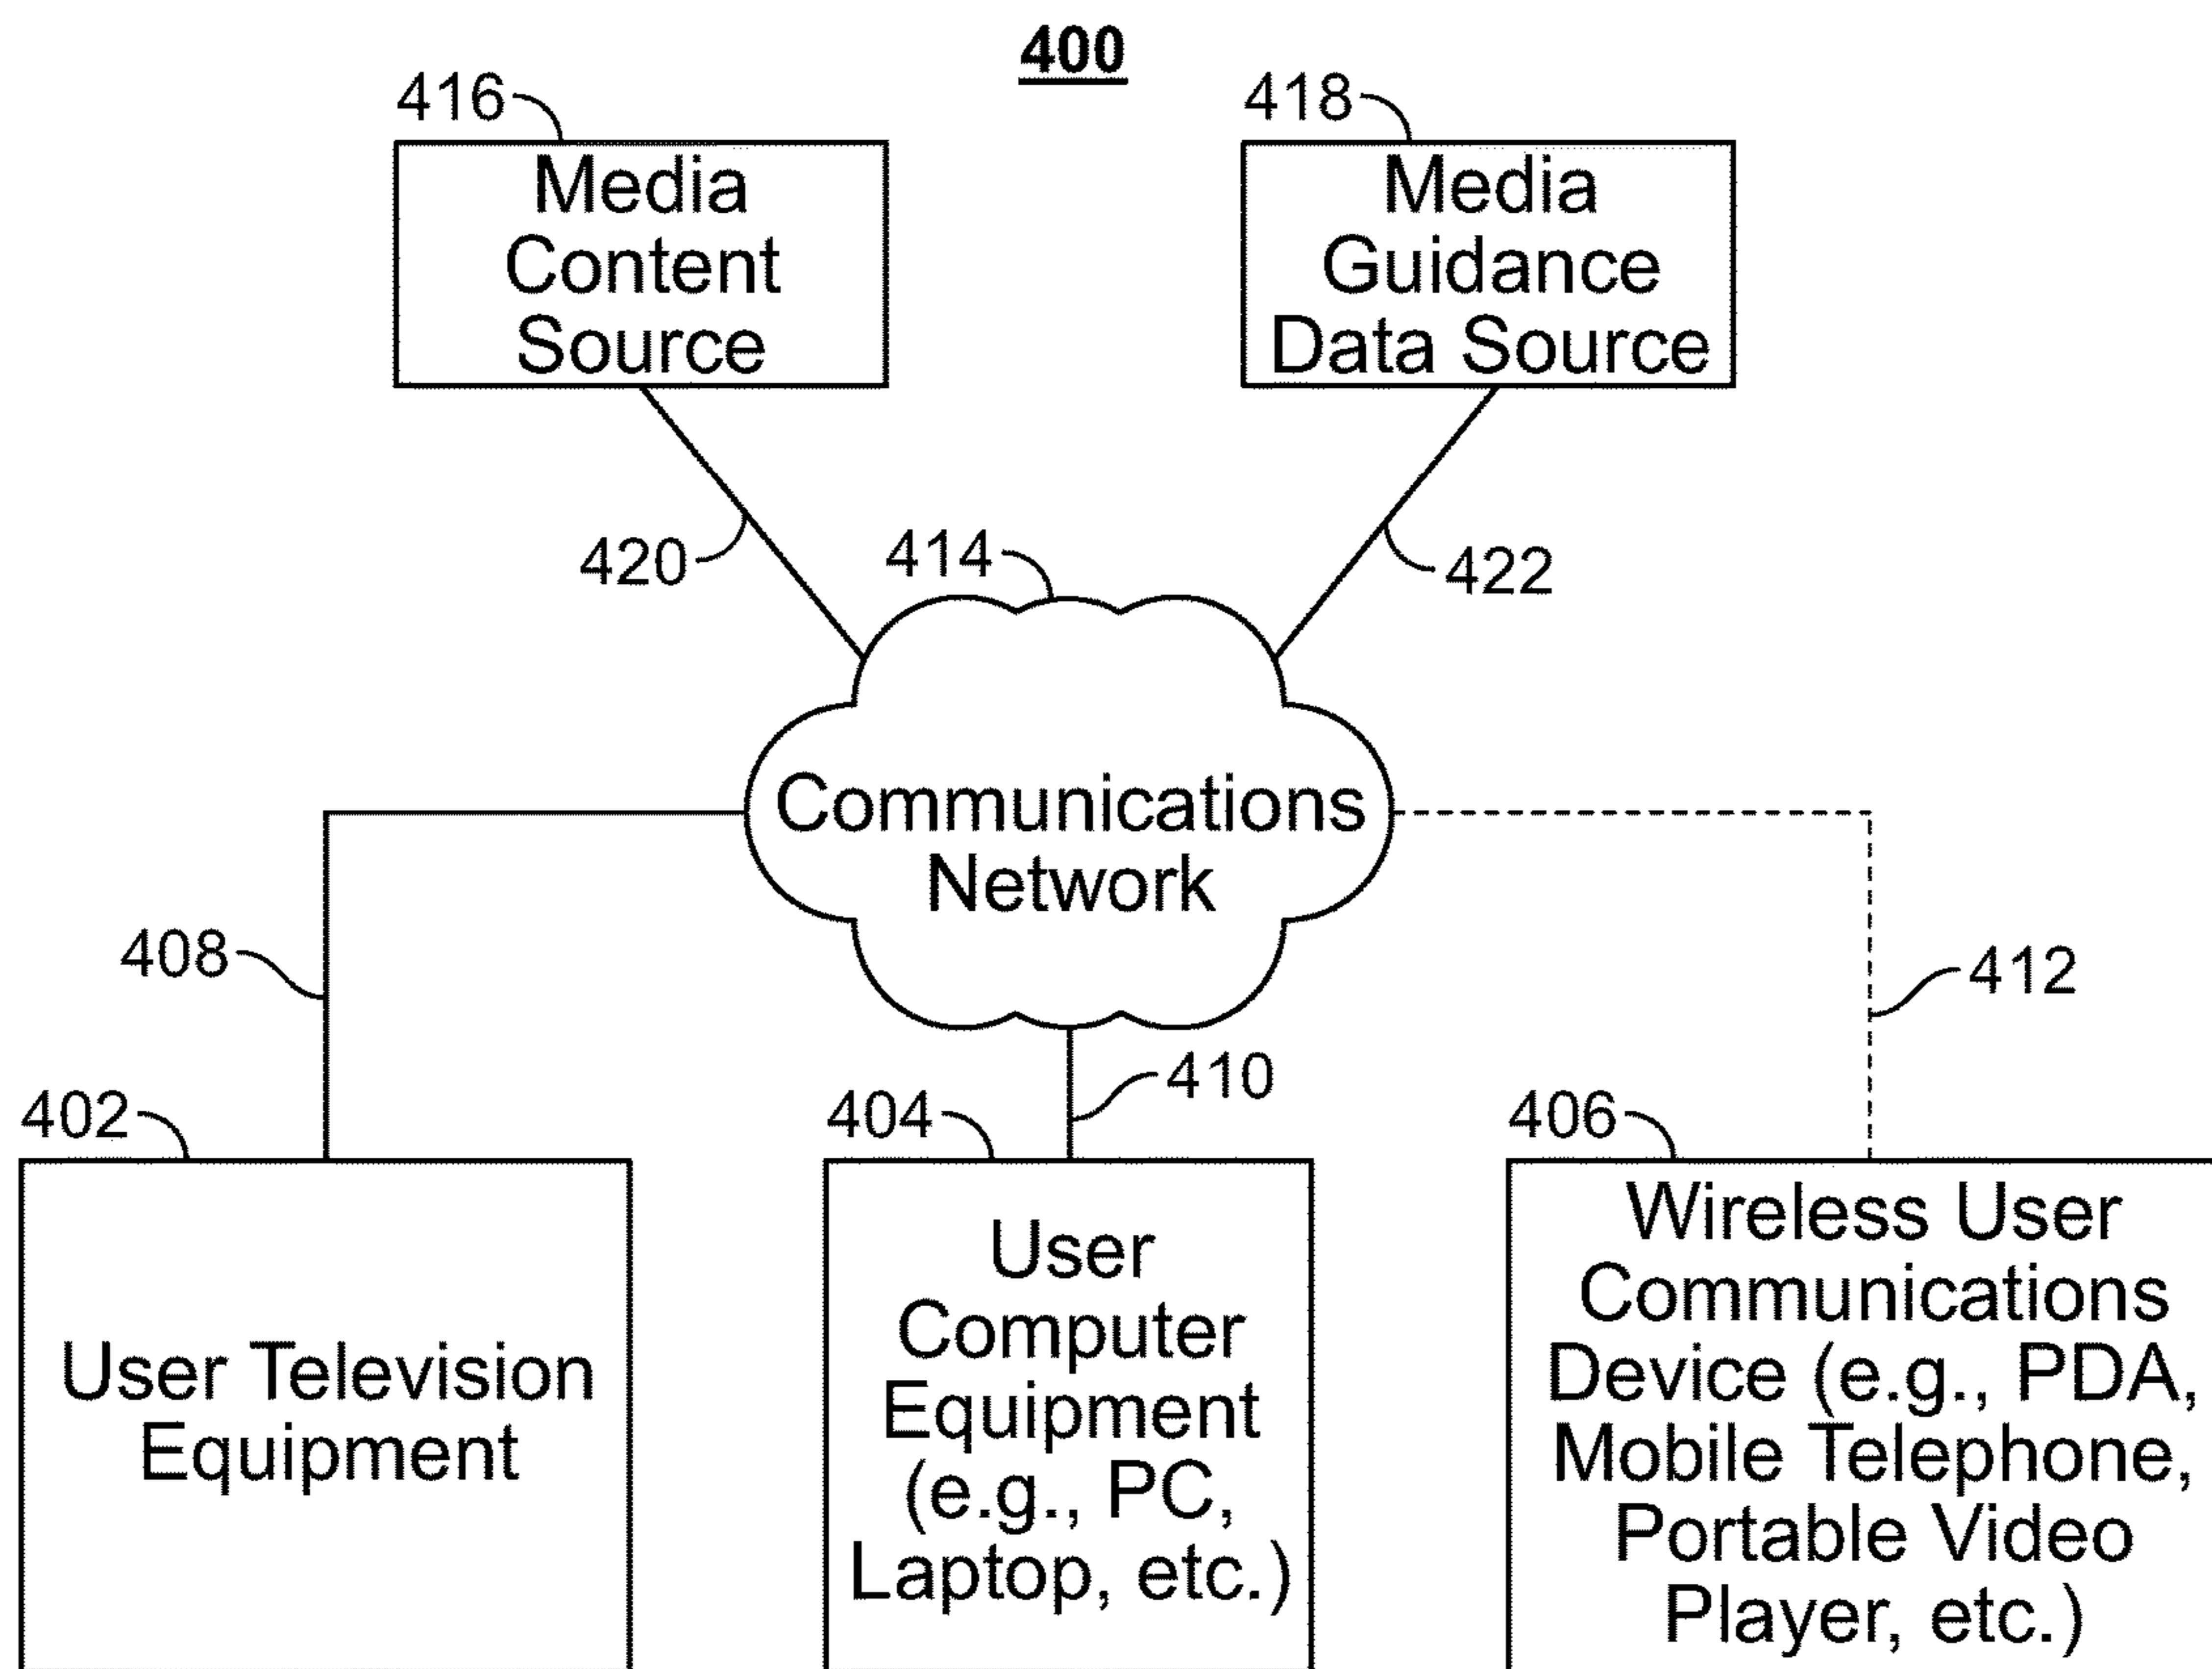 400
416
418
Media
Content
Source
Media
Guidance
Data Source
420
414
422
Communications
Network
408
412
410
402
404
406
User Television
Equipment
User
Computer
Equipment
(e.g., PC,
Laptop, etc.)
Wireless User
Communications
Device (e.g., PDA,
Mobile Telephone,
Portable Video
Player, etc.)